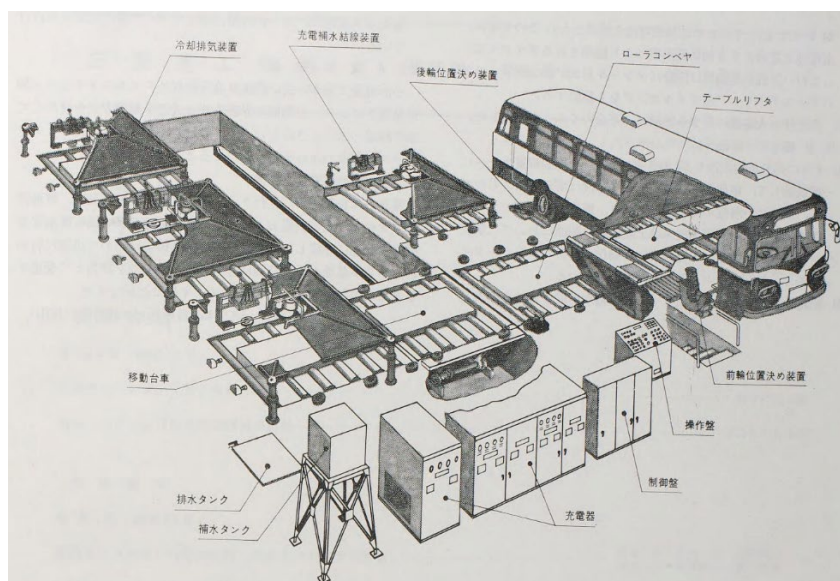 冷却排気装置
充電補水結線装置
後輪位置決め装置
ローラコンベヤ
テーブルリフタ
移動台車
前輪位置決め装置
操作盤
制御盤
充電器
排水タンク
補水タンク